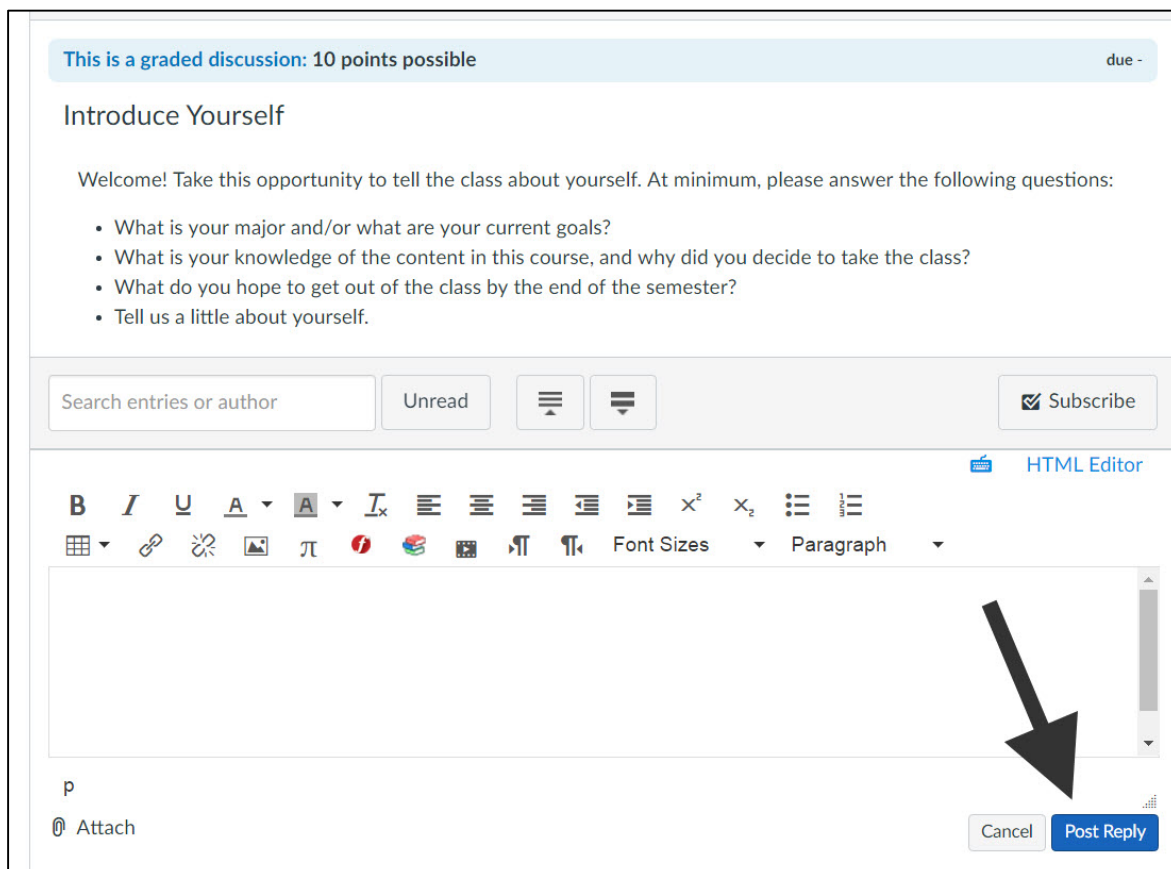 This is a graded discussion: 10 points possible due -
Introduce Yourself
Welcome! Take this opportunity to tell the class about yourself. At minimum, please answer the following questions:
• What is your major and/or what are your current goals?
• What is your knowledge of the content in this course, and why did you decide to take the class?
• What do you hope to get out of the class by the end of the semester?
• Tell us a little about yourself.
Search entries or author Unread Subscribe
HTML Editor
Font Sizes Paragraph
p
Attach Cancel Post Reply